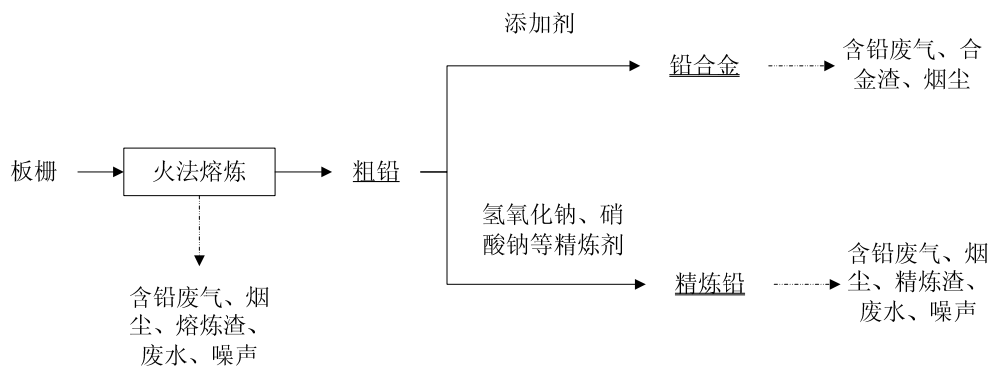 添加剂
铅合金
含铅废气、合
金渣、烟尘
板栅
火法熔炼
粗铅
氢氧化钠、硝
酸钠等精炼剂
精炼铅
含铅废气、烟
尘、精炼渣、
废水、噪声
含铅废气、烟
尘、熔炼渣、
废水、噪声